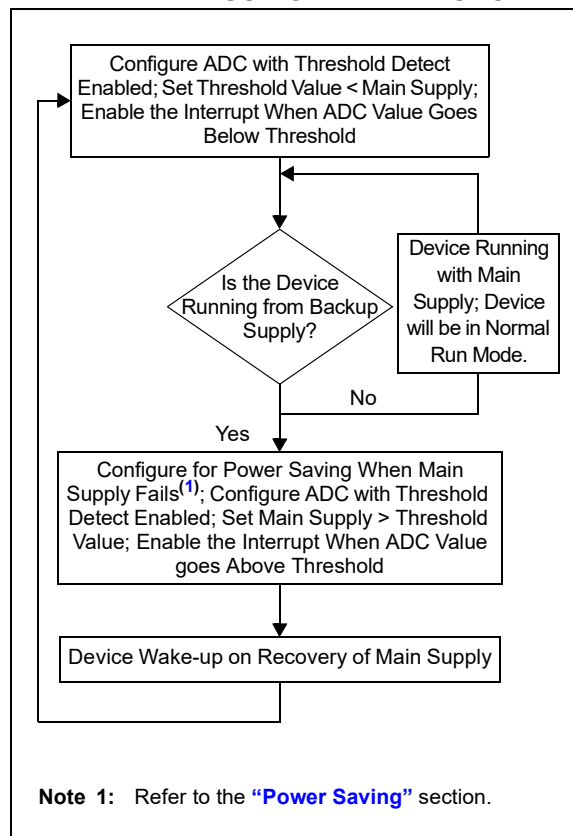 Configure ADC with Threshold Detect
Enabled; Set Threshold Value < Main Supply;
Enable the Interrupt When ADC Value Goes
Below Threshold
Is the Device
Running from Backup
Supply?
Device Running
with Main
Supply; Device
will be in Normal
Run Mode.
No
Yes
Configure for Power Saving When Main
Supply Fails(1); Configure ADC with Threshold
Detect Enabled; Set Main Supply > Threshold
Value; Enable the Interrupt When ADC Value
goes Above Threshold
Device Wake-up on Recovery of Main Supply
Note 1: Refer to the “Power Saving” section.